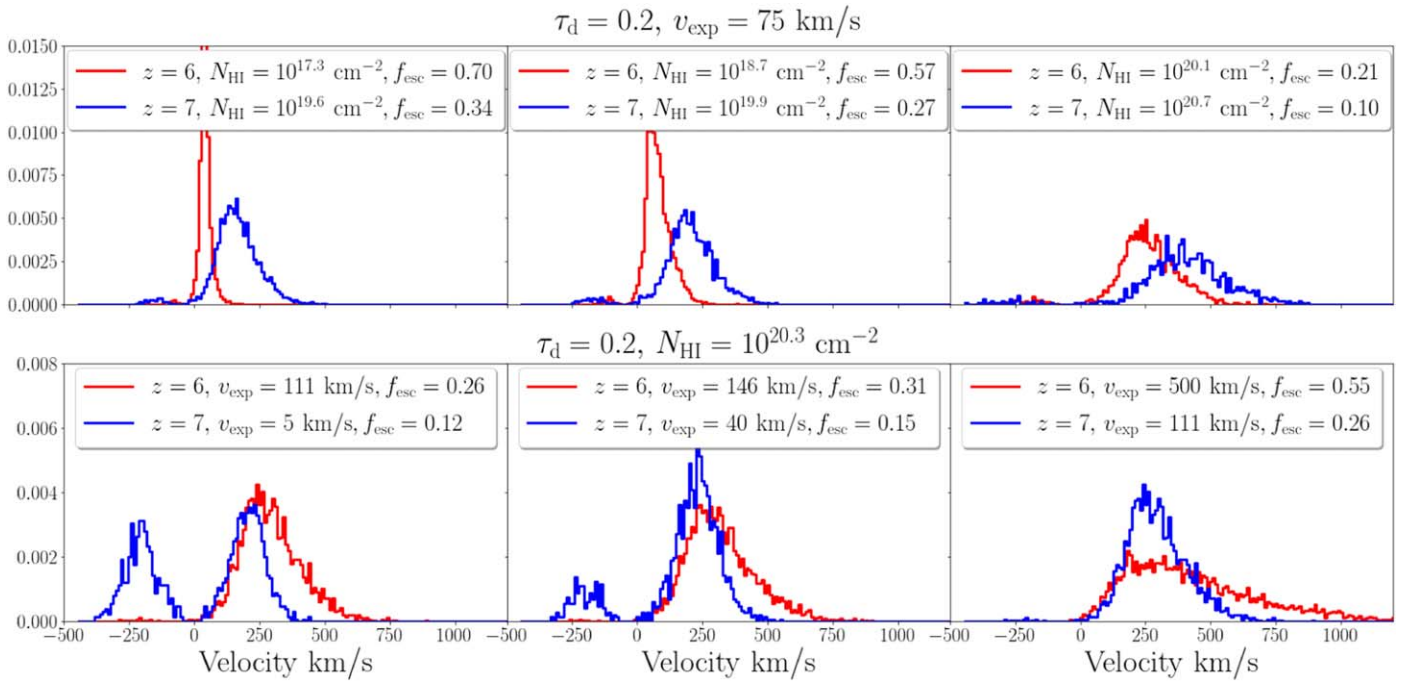 τd = 0.2, vexp = 75 km/s
0.0150
0.0125
0.0100
0.0075
0.0050
0.0025
0.0000
z = 6, NHI = 10^17.3 cm^−2, fesc = 0.70
z = 7, NHI = 10^19.6 cm^−2, fesc = 0.34
z = 6, NHI = 10^18.7 cm^−2, fesc = 0.57
z = 7, NHI = 10^19.9 cm^−2, fesc = 0.27
z = 6, NHI = 10^20.1 cm^−2, fesc = 0.21
z = 7, NHI = 10^20.7 cm^−2, fesc = 0.10
τd = 0.2, NHI = 10^20.3 cm^−2
0.008
0.006
0.004
0.002
0.000
z = 6, vexp = 111 km/s, fesc = 0.26
z = 7, vexp = 5 km/s, fesc = 0.12
z = 6, vexp = 146 km/s, fesc = 0.31
z = 7, vexp = 40 km/s, fesc = 0.15
z = 6, vexp = 500 km/s, fesc = 0.55
z = 7, vexp = 111 km/s, fesc = 0.26
−500 −250 0 250 500 750 1000
−250 0 250 500 750 1000
−250 0 250 500 750 1000
Velocity km/s
Velocity km/s
Velocity km/s